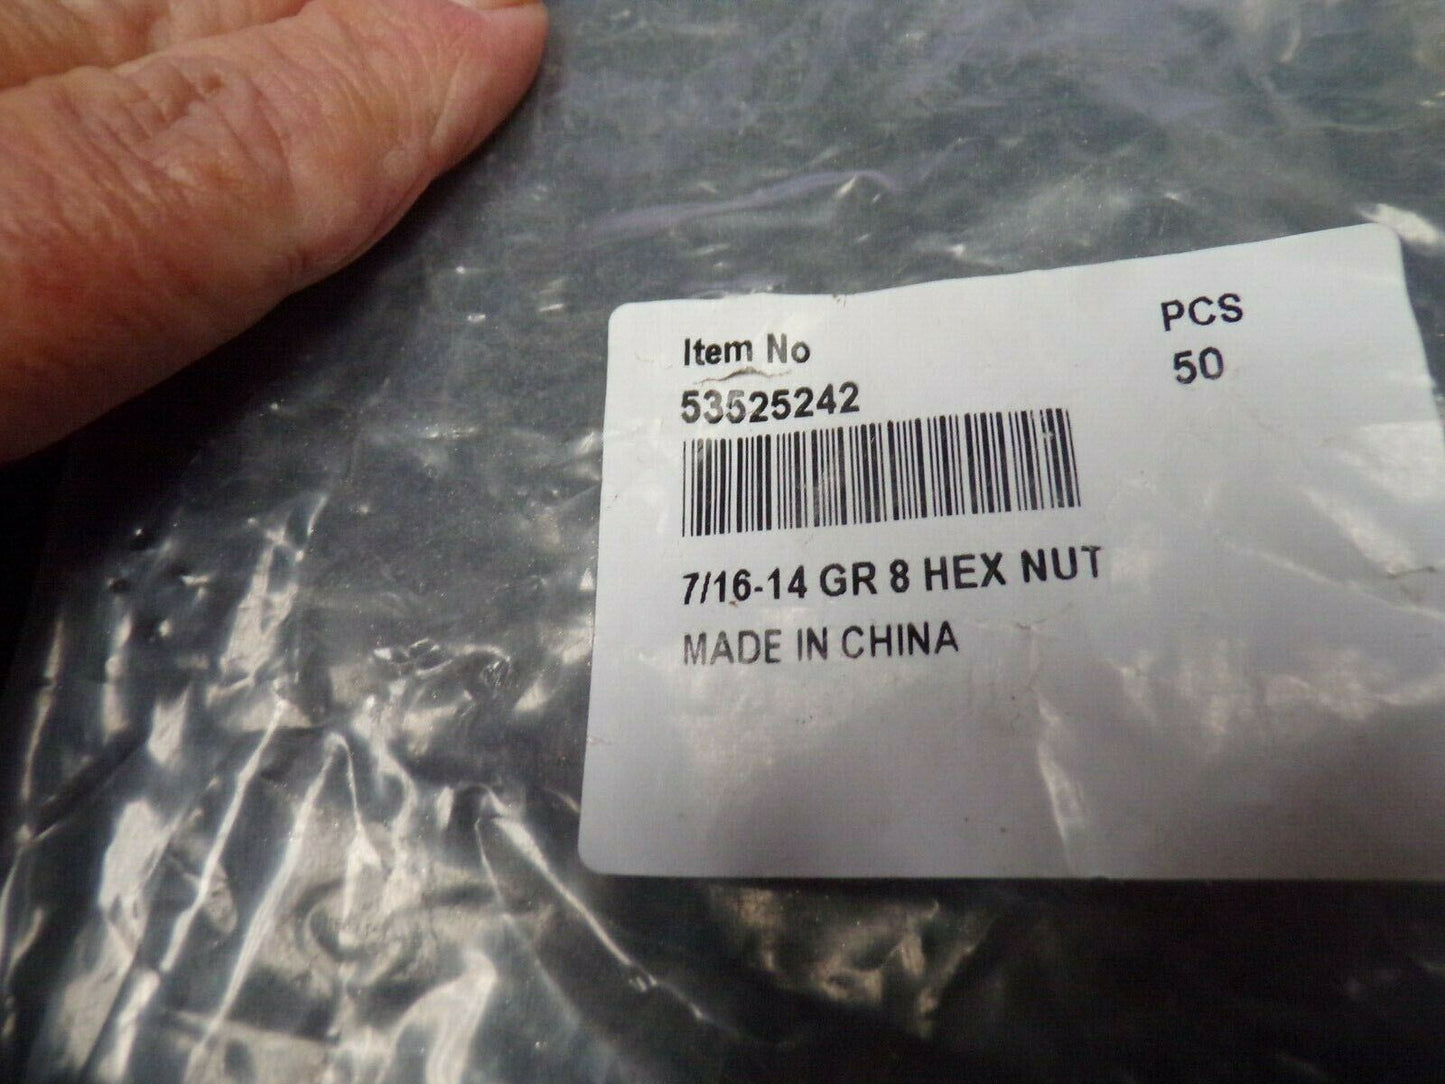 Item No
53525242
PCS
50
7/16-14 GR 8 HEX NUT
MADE IN CHINA